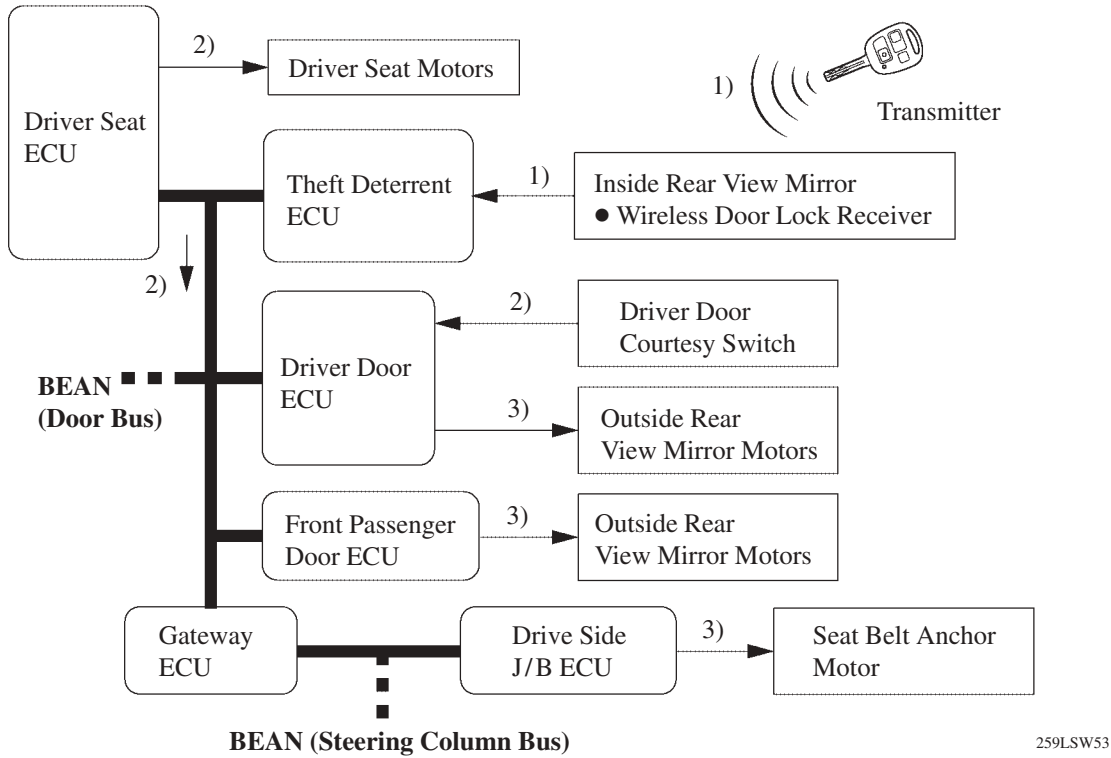 2)
Driver Seat Motors
1)
Transmitter
Driver Seat
ECU
Theft Deterrent
ECU
1)
Inside Rear View Mirror
● Wireless Door Lock Receiver
2)
2)
Driver Door
Courtesy Switch
Driver Door
ECU
BEAN
(Door Bus)
3)
Outside Rear
View Mirror Motors
Front Passenger
Door ECU
3)
Outside Rear
View Mirror Motors
Gateway
ECU
Drive Side
J/B ECU
3)
Seat Belt Anchor
Motor
BEAN (Steering Column Bus)
259LSW53